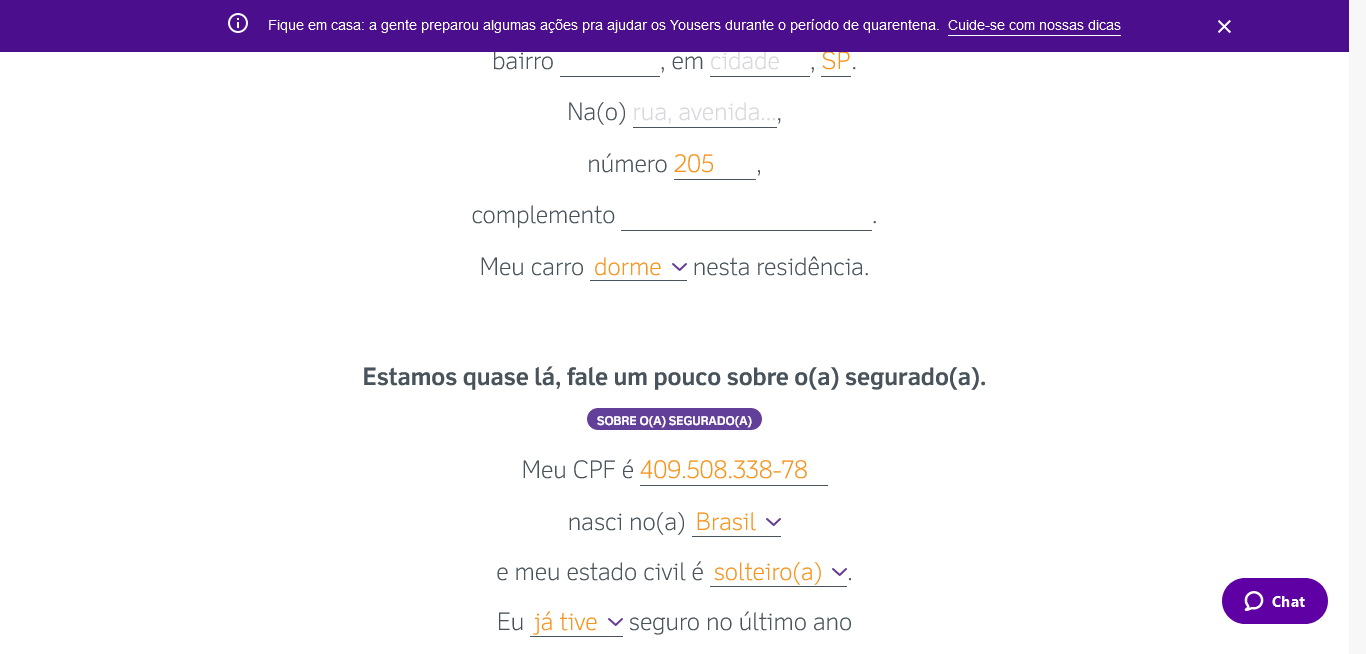 Fique em casa: a gente preparou algumas ações pra ajudar os Yousers durante o período de quarentena. Cuide-se com nossas dicas
bairro , em cidade , SP.
Na(o) rua, avenida...,
número 205 ,
complemento .
Meu carro dorme nesta residência.
Estamos quase lá, fale um pouco sobre o(a) segurado(a).
SOBRE O(A) SEGURADO(A)
Meu CPF é 409.508.338-78
nasci no(a) Brasil
e meu estado civil é solteiro(a) .
Eu já tive seguro no último ano
Chat